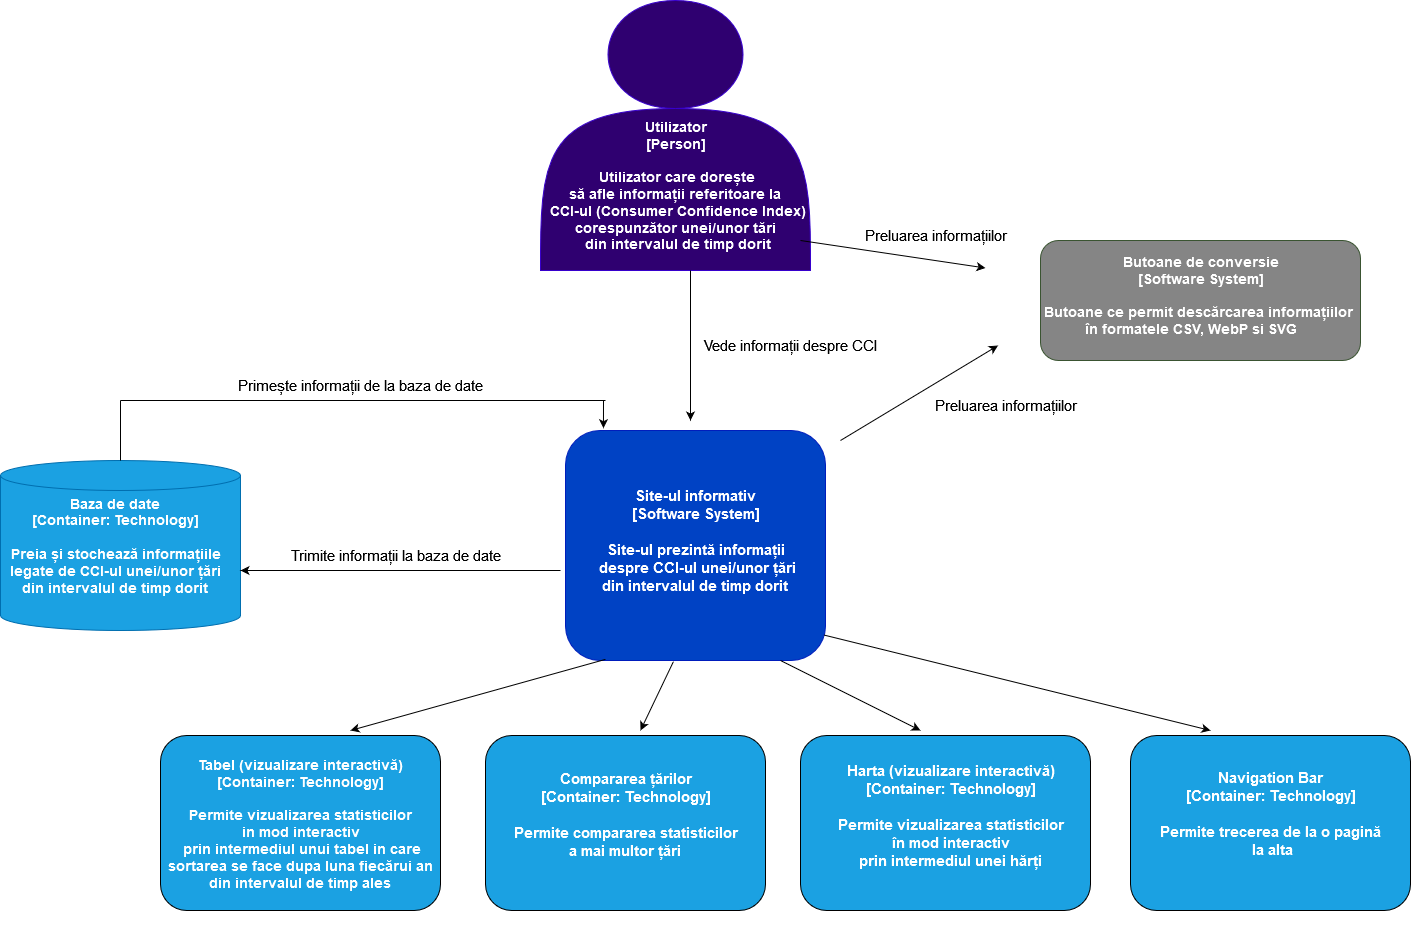 Utilizator
[Person]
Utilizator care dorește
să afle informații referitoare la
CCI-ul (Consumer Confidence Index)
corespunzător unei/unor tări
din intervalul de timp dorit
Preluarea informațiilor
Butoane de conversie
[Software System]
Butoane ce permit descărcarea informațiilor
în formatele CSV, WebP si SVG
Vede informații despre CCI
Primește informații de la baza de date
Preluarea informațiilor
Baza de date
[Container: Technology]
Preia și stochează informațiile
legate de CCI-ul unei/unor țări
din intervalul de timp dorit
Trimite informații la baza de date
Site-ul informativ
[Software System]
Site-ul prezintă informații
despre CCI-ul unei/unor țări
din intervalul de timp dorit
Tabel (vizualizare interactivă)
[Container: Technology]
Permite vizualizarea statisticilor
in mod interactiv
prin intermediul unui tabel in care
sortarea se face dupa luna fiecărui an
din intervalul de timp ales
Compararea țărilor
[Container: Technology]
Permite compararea statisticilor
a mai multor țări
Harta (vizualizare interactivă)
[Container: Technology]
Permite vizualizarea statisticilor
în mod interactiv
prin intermediul unei hărți
Navigation Bar
[Container: Technology]
Permite trecerea de la o pagină
la alta